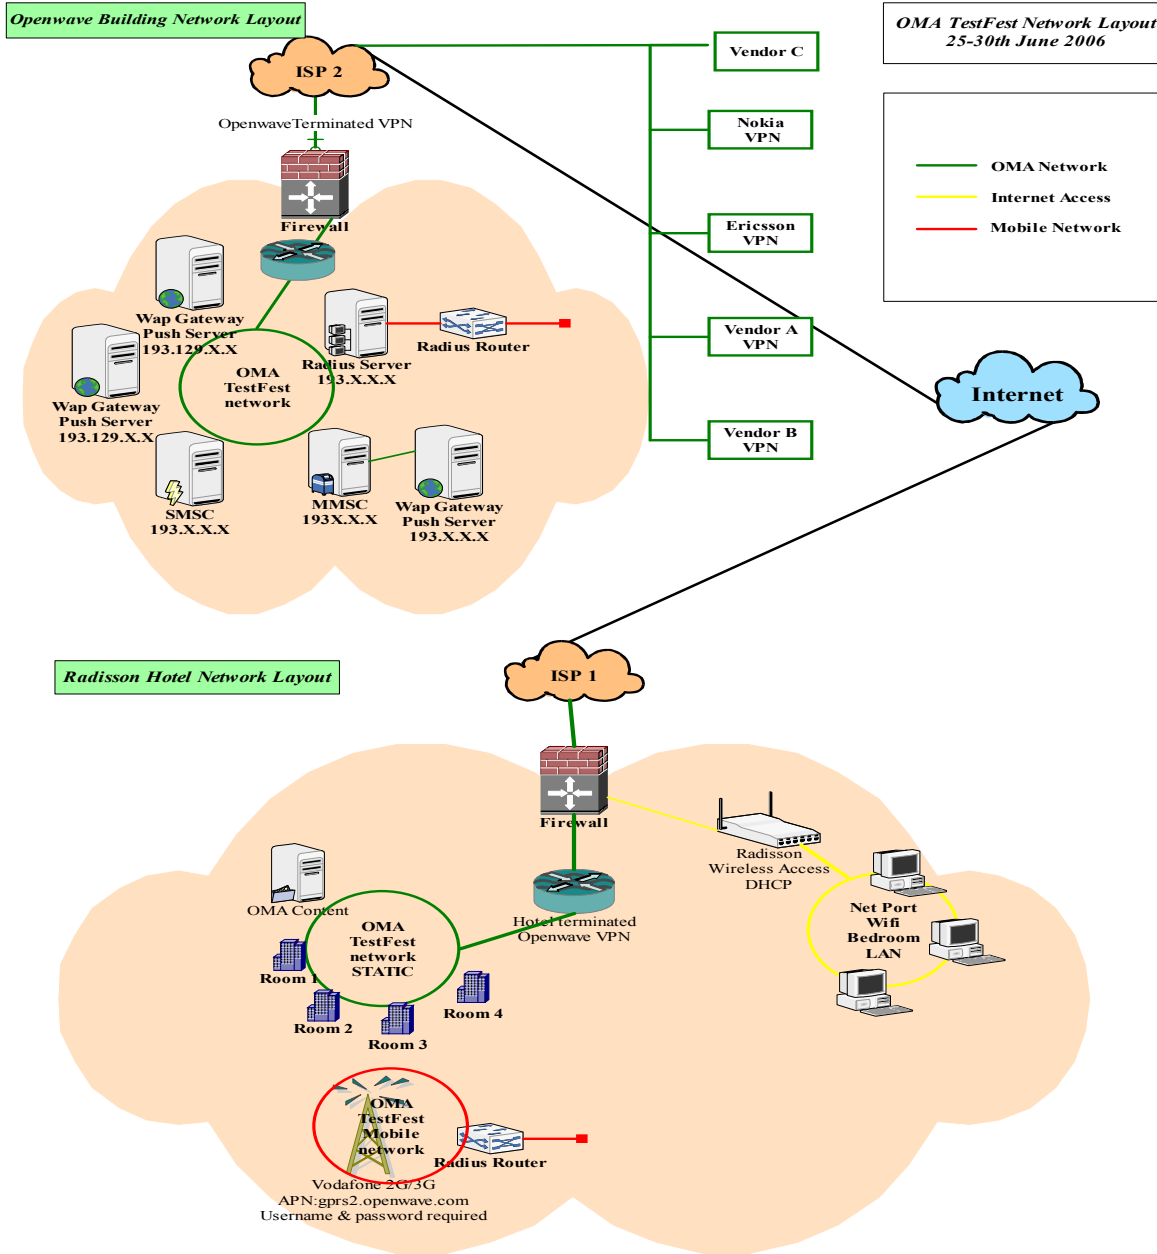 Openwave Building Network Layout
OMA TestFest Network Layout
25-30th June 2006
ISP 2
Vendor C
OpenwaveTerminated VPN
Nokia
VPN
OMA Network
Internet Access
Mobile Network
Firewall
Ericsson
VPN
Wap Gateway
Push Server
193.129.X.X
Radius Server
193.X.X.X
Radius Router
Vendor A
VPN
OMA
TestFest
network
Wap Gateway
Push Server
193.129.X.X
Internet
Vendor B
VPN
SMSC
193.X.X.X
MMSC
193X.X.X
Wap Gateway
Push Server
193.X.X.X
Radisson Hotel Network Layout
ISP 1
Firewall
Radisson
Wireless Access
DHCP
OMA Content
Hotel terminated
Openwave VPN
OMA
TestFest
network
STATIC
Net Port
Wifi
Bedroom
LAN
Room 1
Room 2
Room 3
Room 4
OMA
TestFest
Mobile
network
Radius Router
Vodafone 2G/3G
APN:gprs2.openwave.com
Username & password required